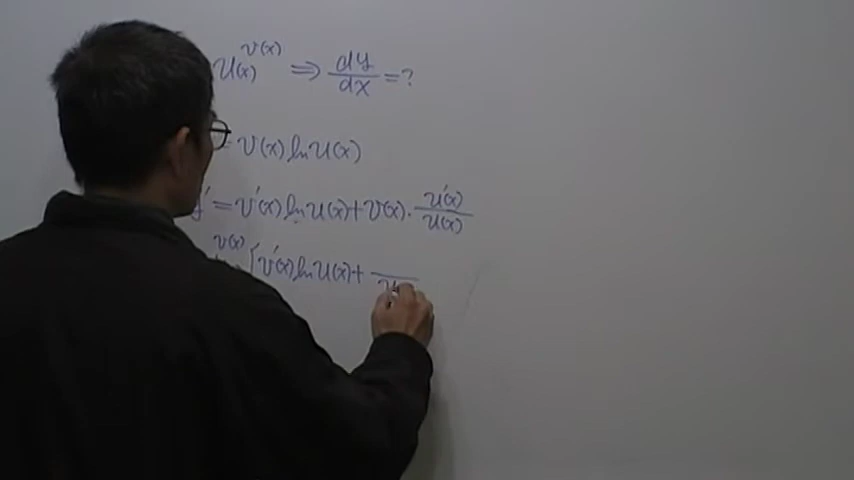 u(x)^v(x) ⇒ dy/dx = ?
= v(x) ln u(x)
y' = v'(x) ln u(x) + v(x) · u'(x)/u(x)
v(x) [v'(x) ln u(x) +